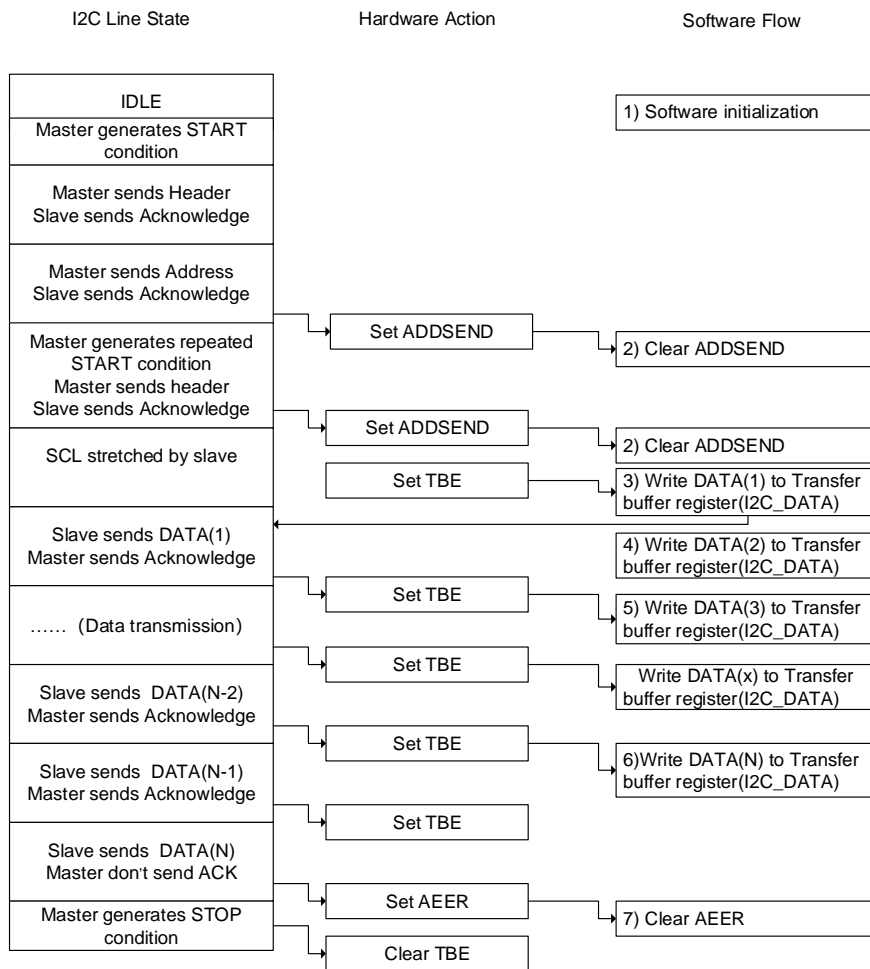 I2C Line State
Hardware Action
Software Flow
IDLE
1) Software initialization
Master generates START
condition
Master sends Header
Slave sends Acknowledge
Master sends Address
Slave sends Acknowledge
Set ADDSEND
2) Clear ADDSEND
Master generates repeated
START condition
Master sends header
Slave sends Acknowledge
Set ADDSEND
2) Clear ADDSEND
SCL stretched by slave
Set TBE
3) Write DATA(1) to Transfer
buffer register(I2C_DATA)
Slave sends DATA(1)
Master sends Acknowledge
4) Write DATA(2) to Transfer
buffer register(I2C_DATA)
Set TBE
5) Write DATA(3) to Transfer
buffer register(I2C_DATA)
…… (Data transmission)
Set TBE
Write DATA(x) to Transfer
buffer register(I2C_DATA)
Slave sends DATA(N-2)
Master sends Acknowledge
Set TBE
6)Write DATA(N) to Transfer
buffer register(I2C_DATA)
Slave sends DATA(N-1)
Master sends Acknowledge
Set TBE
Slave sends DATA(N)
Master don't send ACK
Set AEER
7) Clear AEER
Master generates STOP
condition
Clear TBE